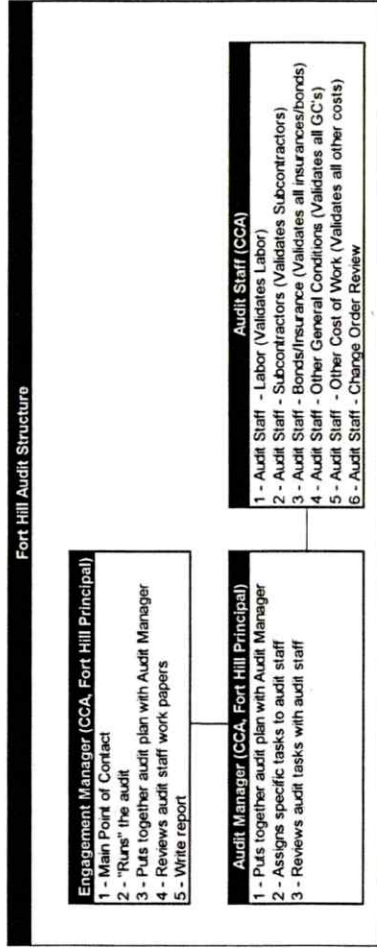 Fort Hill Audit Structure
Engagement Manager (CCA, Fort Hill Principal)
1 - Main Point of Contact
2 - "Runs" the audit
3 - Puts together audit plan with Audit Manager
4 - Reviews audit staff work papers
5 - Write report
Audit Manager (CCA, Fort Hill Principal)
1 - Puts together audit plan with Audit Manager
2 - Assigns specific tasks to audit staff
3 - Reviews audit tasks with audit staff
Audit Staff (CCA)
1 - Audit Staff - Labor (Validates Labor)
2 - Audit Staff - Subcontractors (Validates Subcontractors)
3 - Audit Staff - Bonds/Insurance (Validates all insurances/bonds)
4 - Audit Staff - Other General Conditions (Validates all GC's)
5 - Audit Staff - Other Cost of Work (Validates all other costs)
6 - Audit Staff - Change Order Review